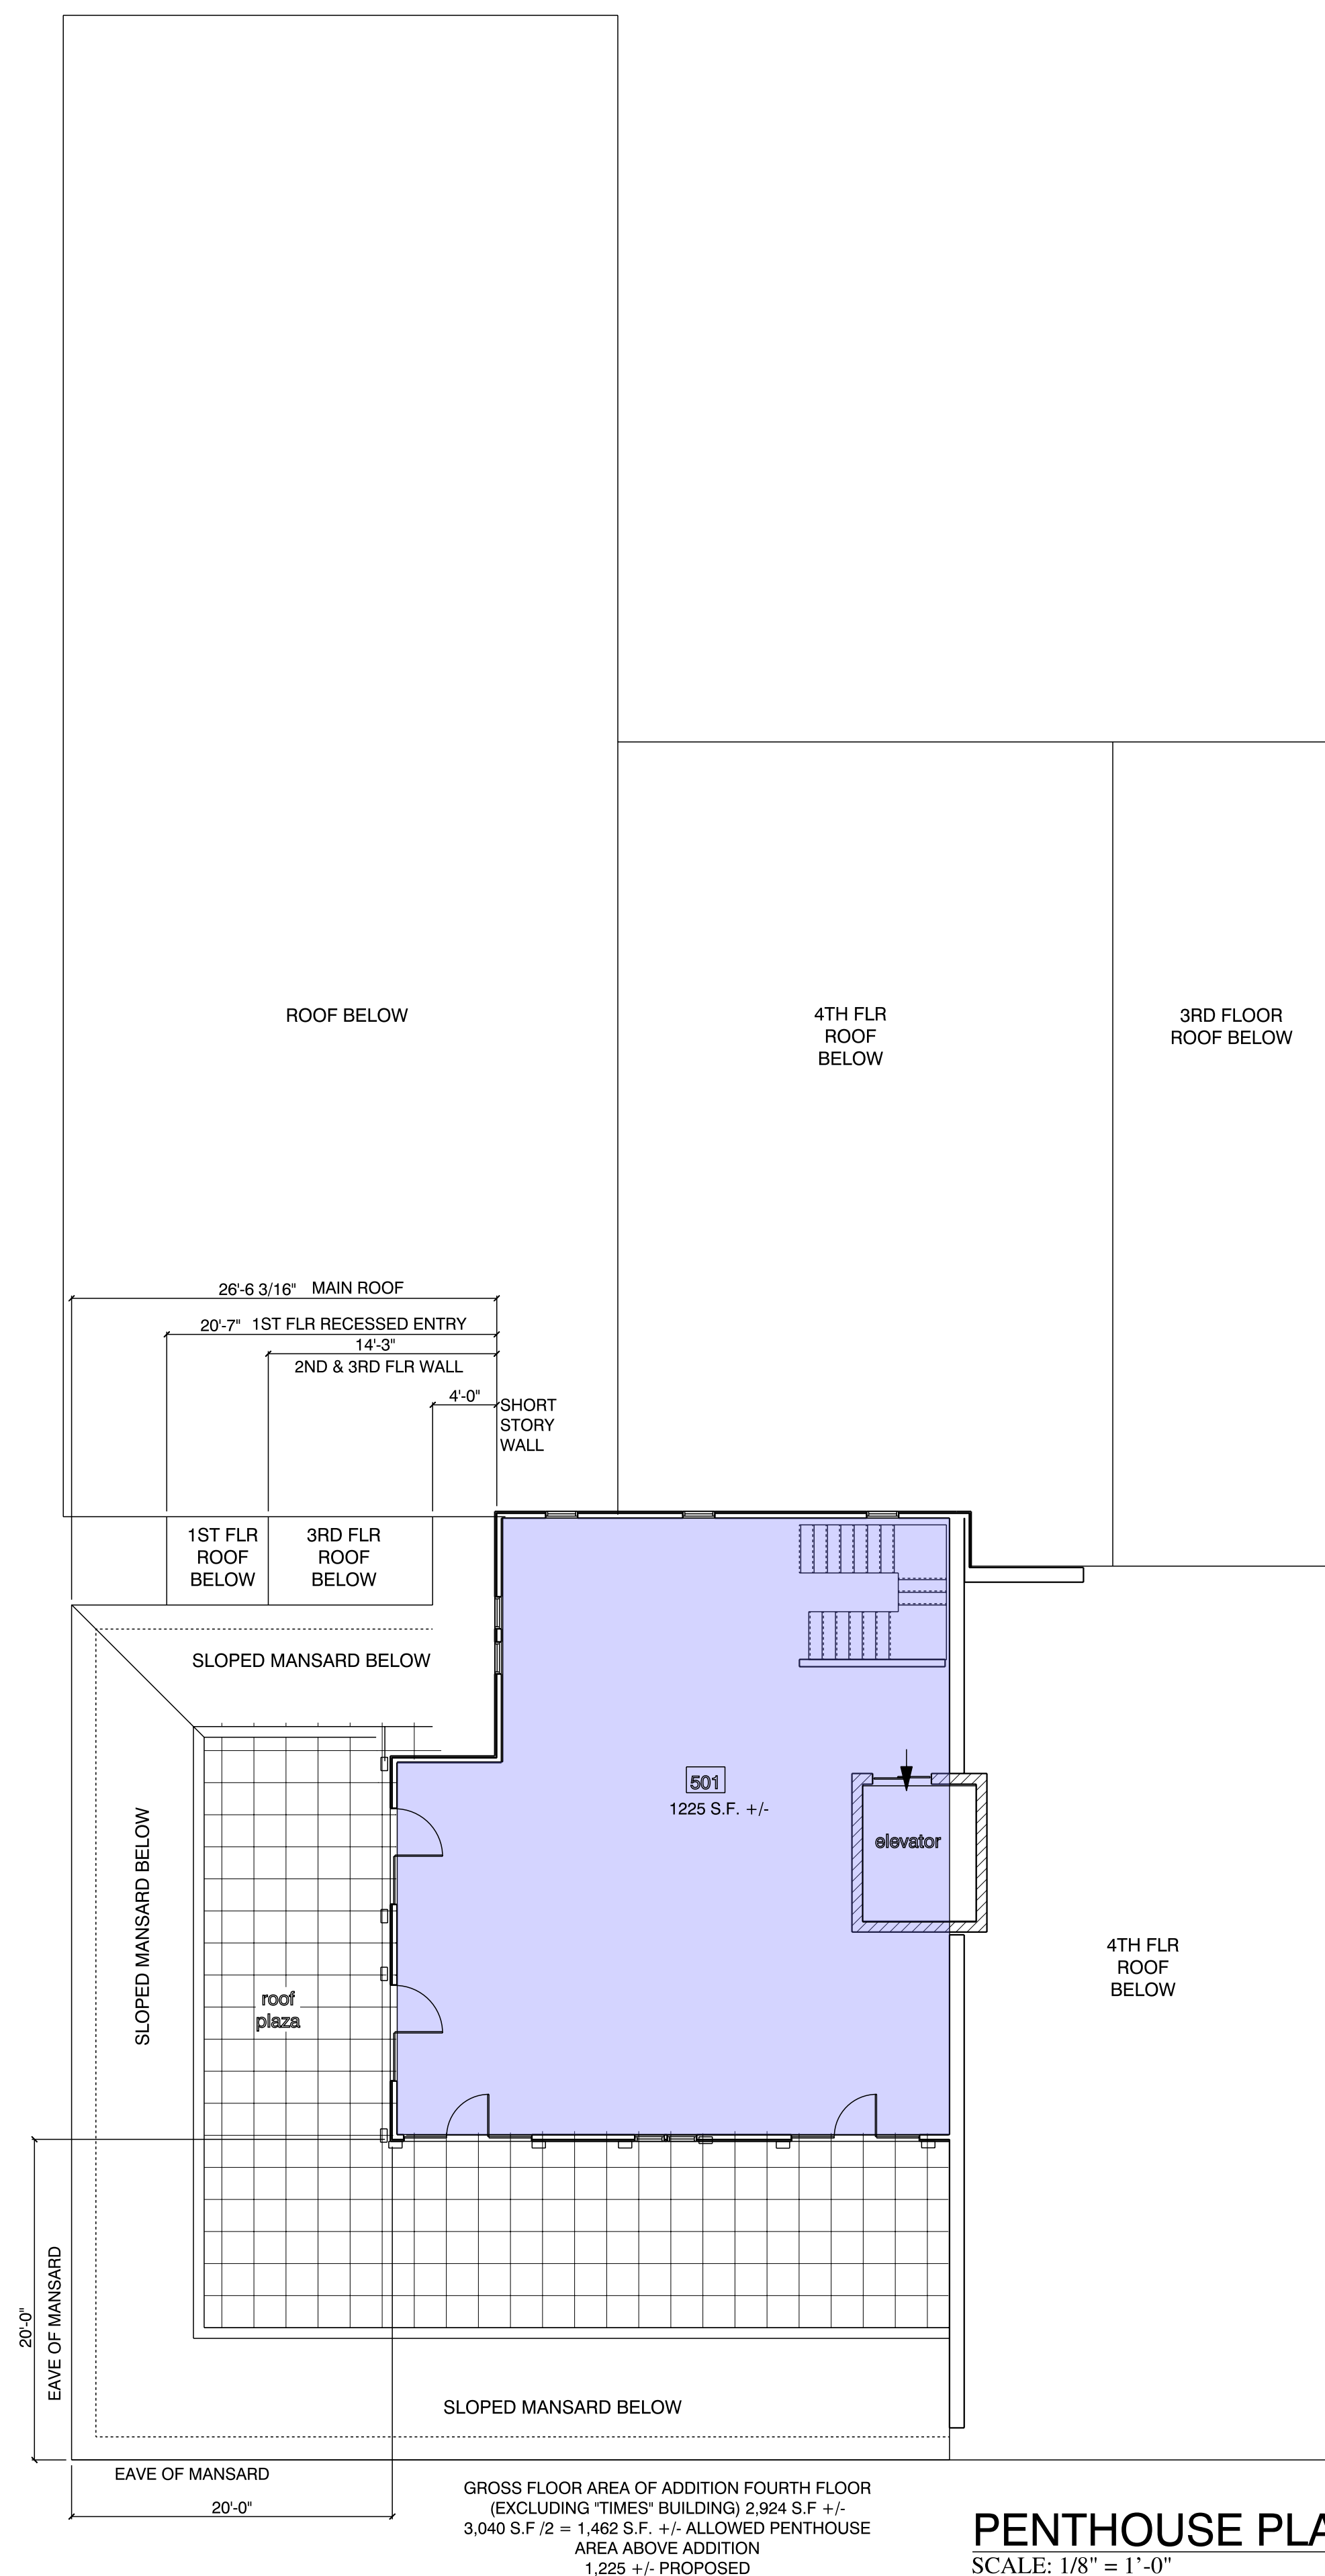 ROOF BELOW
4TH FLR
ROOF
BELOW
3RD FLOOR
ROOF BELOW
26'-6 3/16" MAIN ROOF
20'-7" 1ST FLR RECESSED ENTRY
14'-3"
2ND & 3RD FLR WALL
4'-0"
SHORT
STORY
WALL
1ST FLR
ROOF
BELOW
3RD FLR
ROOF
BELOW
SLOPED MANSARD BELOW
SLOPED MANSARD BELOW
501
1225 S.F. +/-
elevator
roof
plaza
4TH FLR
ROOF
BELOW
20'-0"
EAVE OF MANSARD
SLOPED MANSARD BELOW
EAVE OF MANSARD
20'-0"
GROSS FLOOR AREA OF ADDITION FOURTH FLOOR
(EXCLUDING "TIMES" BUILDING) 2,924 S.F +/-
3,040 S.F /2 = 1,462 S.F. +/- ALLOWED PENTHOUSE
AREA ABOVE ADDITION
1,225 +/- PROPOSED
PENTHOUSE PLA
SCALE: 1/8" = 1'-0"